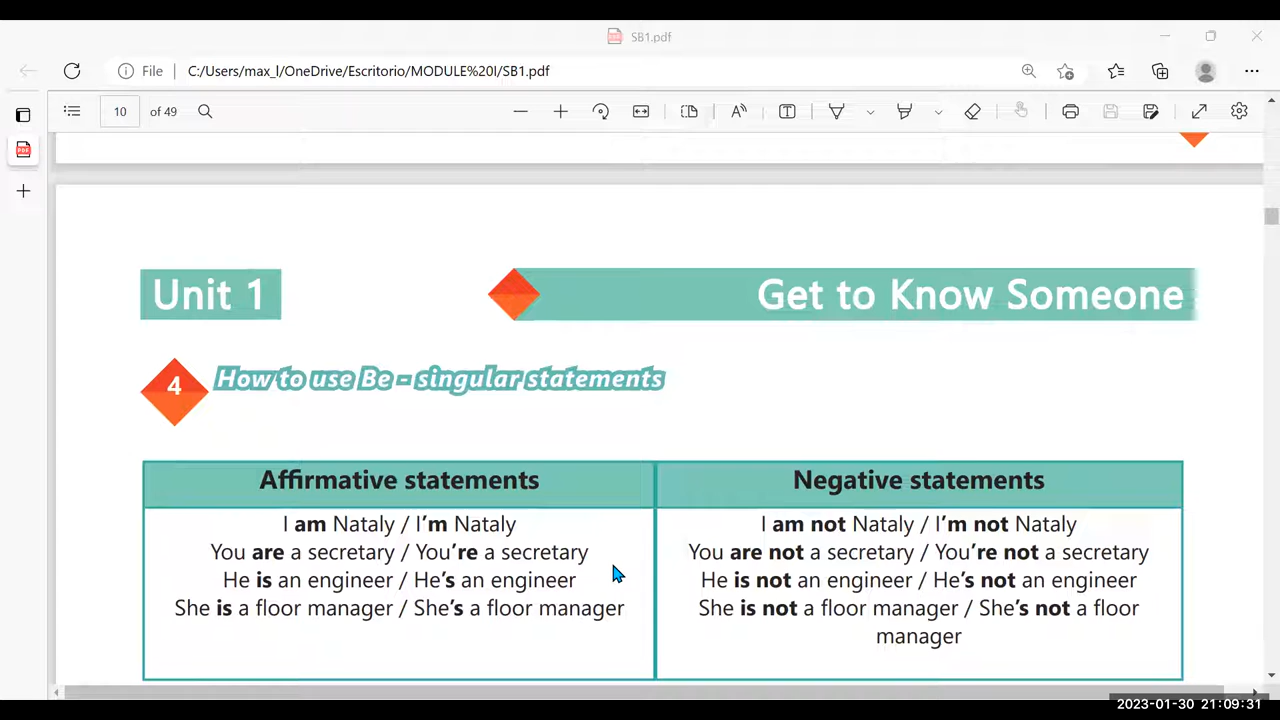 SB1.pdf
File C:/Users/max_l/OneDrive/Escritorio/MODULE%20I/SB1.pdf
10 of 49
Unit 1 Get to Know Someone
4 How to use Be - singular statements
Affirmative statements
I am Nataly / I'm Nataly
You are a secretary / You're a secretary
He is an engineer / He's an engineer
She is a floor manager / She's a floor manager
Negative statements
I am not Nataly / I'm not Nataly
You are not a secretary / You're not a secretary
He is not an engineer / He's not an engineer
She is not a floor manager / She's not a floor
manager
2023-01-30 21:09:31